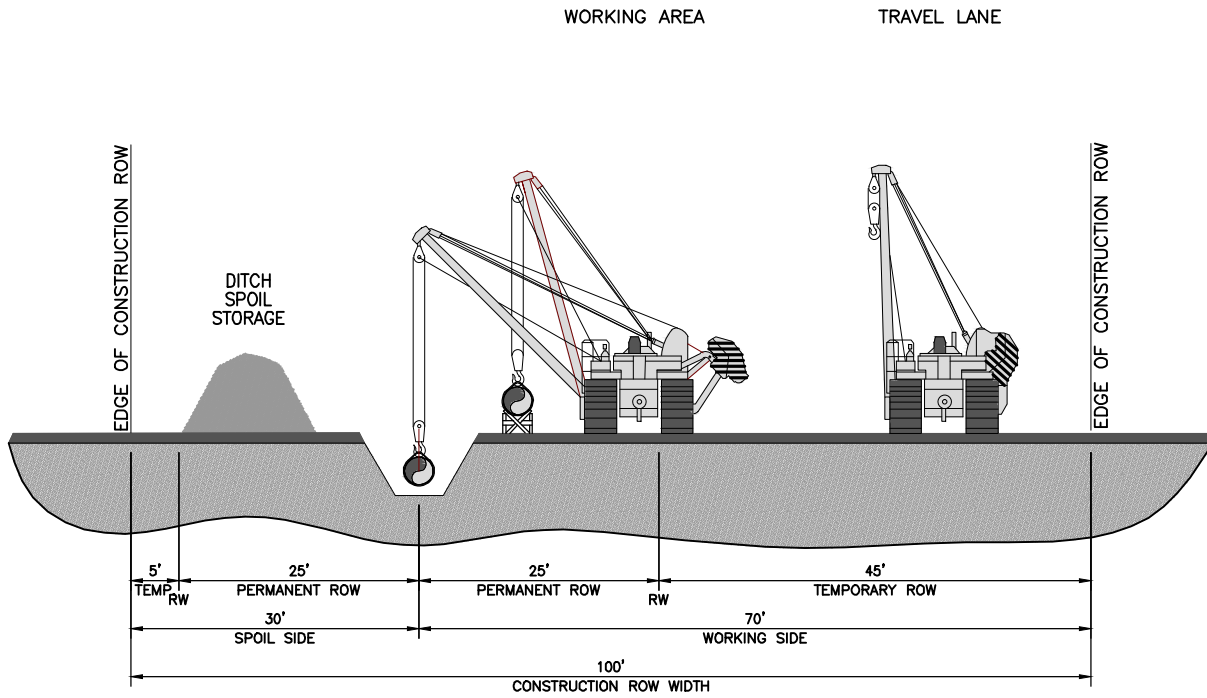 WORKING AREA
TRAVEL LANE
EDGE OF CONSTRUCTION ROW
DITCH
SPOIL
STORAGE
EDGE OF CONSTRUCTION ROW
5'
25'
25'
45'
TEMP
RW
PERMANENT ROW
PERMANENT ROW
RW
TEMPORARY ROW
30'
70'
SPOIL SIDE
WORKING SIDE
100'
CONSTRUCTION ROW WIDTH